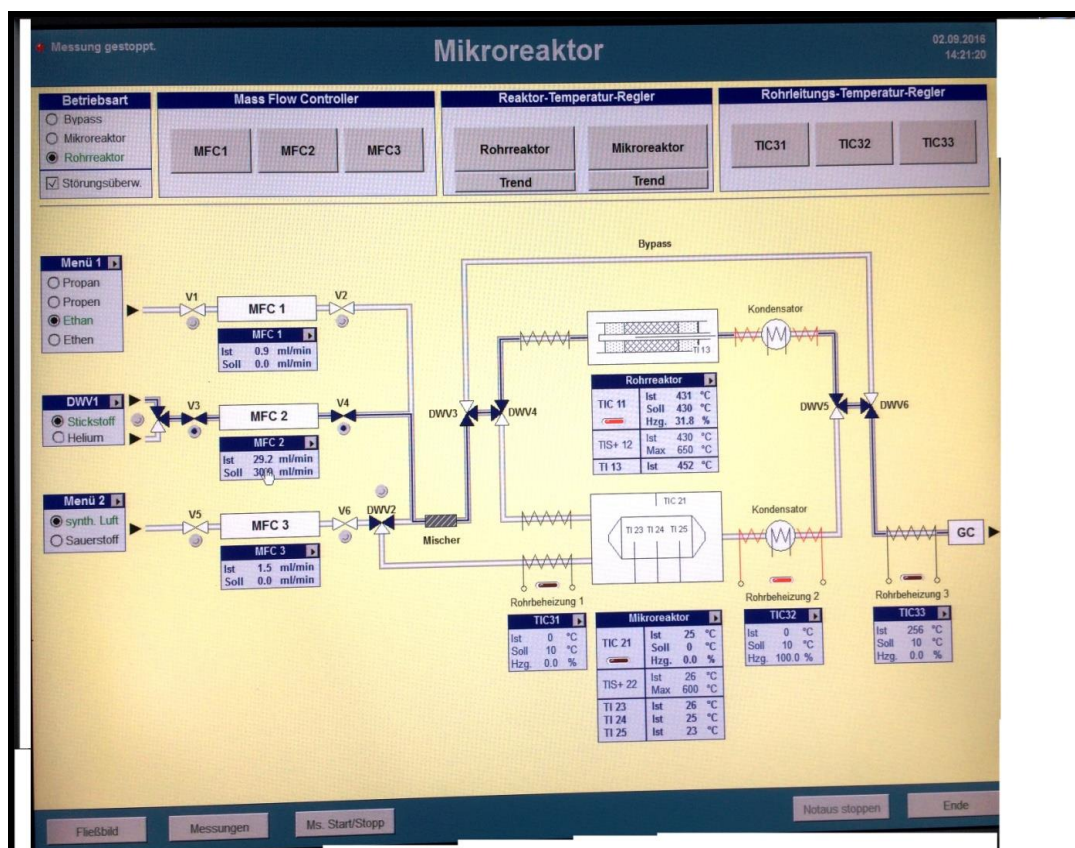 Messung gestoppt.
Mikroreaktor
02.09.2016
14:21:20
Betriebsart
Bypass
Mikroreaktor
Rohrreaktor
Störungsüberw.
Mass Flow Controller
MFC1 MFC2 MFC3
Reaktor-Temperatur-Regler
Rohrreaktor Mikroreaktor
Trend Trend
Rohrleitungs-Temperatur-Regler
TIC31 TIC32 TIC33
Bypass
Menü 1
Propan
Propen
Ethan
Ethen
V1
MFC 1
V2
MFC 1
Ist 0.9 ml/min
Soll 0.0 ml/min
DWV1
Stickstoff
Helium
V3
MFC 2
V4
MFC 2
Ist 29.2 ml/min
Soll ml/min
Menü 2
synth. Luft
Sauerstoff
V5
MFC 3
V6
DWV2
MFC 3
Ist 1.5 ml/min
Soll 0.0 ml/min
Mischer
DWV3
DWV4
TI 13
Kondensator
Rohrreaktor
TIC 11
Ist 431 °C
Soll 430 °C
Hzg. 31.8 %
TIS+ 12
Ist 430 °C
Max 650 °C
TI 13 Ist 452 °C
DWV5
DWV6
TIC 21
TI 23 TI 24 TI 25
Kondensator
GC
Rohrbeheizung 1
TIC31
Ist 0 °C
Soll 10 °C
Hzg. 0.0 %
Mikroreaktor
TIC 21
Ist 25 °C
Soll 0 °C
Hzg. 0.0 %
TIS+ 22
Ist 26 °C
Max 600 °C
TI 23 Ist 26 °C
TI 24 Ist 25 °C
TI 25 Ist 23 °C
Rohrbeheizung 2
TIC32
Ist 0 °C
Soll 10 °C
Hzg. 100.0 %
Rohrbeheizung 3
TIC33
Ist 256 °C
Soll 10 °C
Hzg. 0.0 %
Fließbild
Messungen
Ms. Start/Stopp
Notaus stoppen
Ende